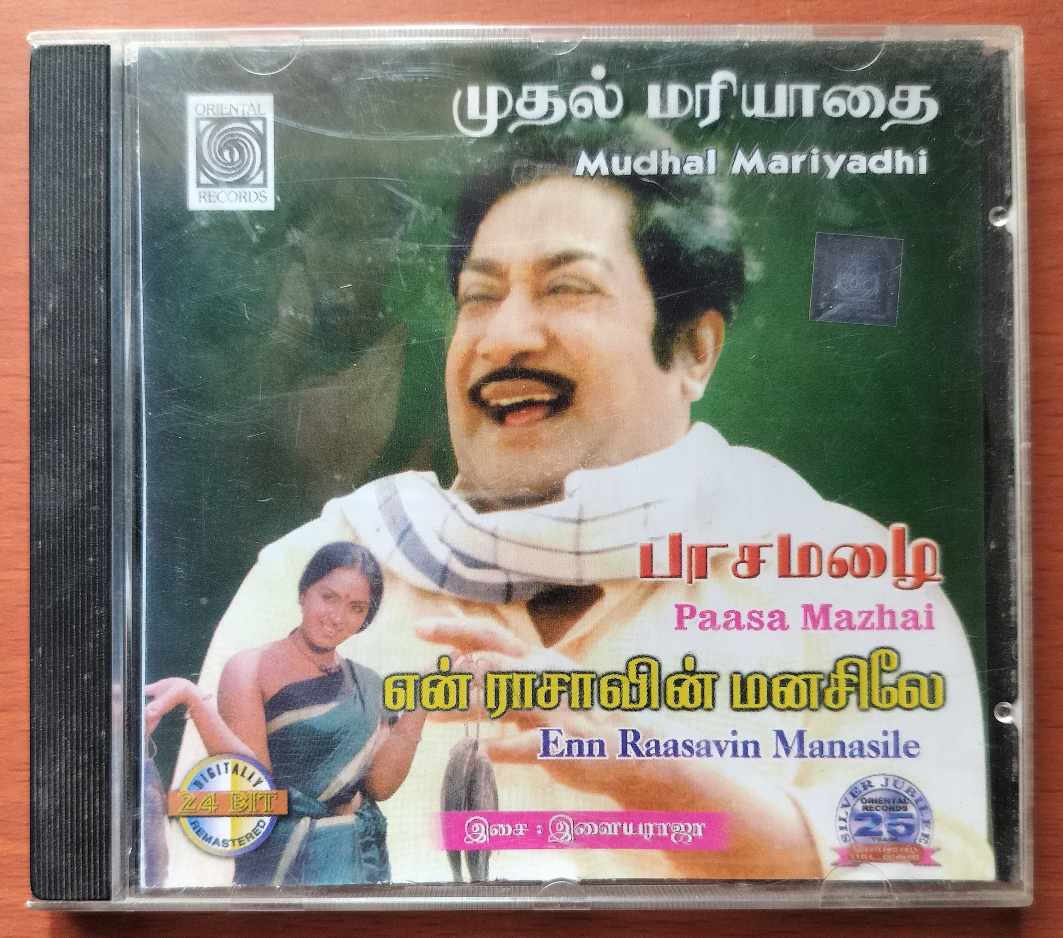 முதல் மரியாதை
Mudhal Mariyadhi
ORIENTAL
RECORDS
பாசமழை
Paasa Mazhai
என் ராசாவின் மனசிலே
Enn Raasavin Manasile
DIGITALLY
24 BIT
REMASTERED
இசை : இளையராஜா
SILVER JUBILEE
ORIENTAL
RECORDS
25